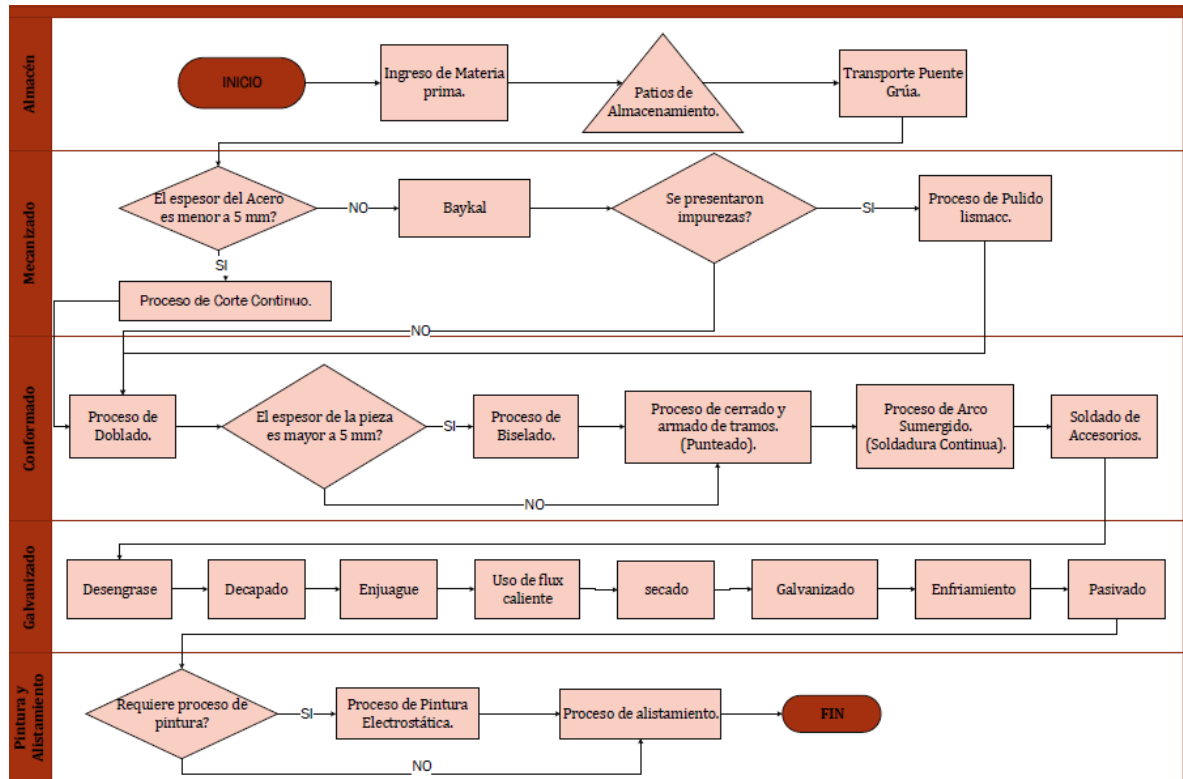 Almacén
INICIO
Ingreso de Materia
prima.
Patios de
Almacenamiento.
Transporte Puente
Grúa.
Mecanizado
El espesor del Acero
es menor a 5 mm?
NO
Baykal
Se presentaron
impurezas?
SI
Proceso de Pulido
lismacc.
SI
Proceso de Corte Continuo.
NO
Conformado
Proceso de
Doblado.
El espesor de la pieza
es mayor a 5 mm?
SI
Proceso de
Biselado.
Proceso de cerrado y
armado de tramos.
(Punteado).
Proceso de Arco
Sumergido.
(Soldadura Continua).
Soldado de
Accesorios.
NO
Galvanizado
Desengrase
Decapado
Enjuague
Uso de flux
caliente
secado
Galvanizado
Enfriamiento
Pasivado
Pintura y
Alistamiento
Requiere proceso de
pintura?
SI
Proceso de Pintura
Electrostática.
Proceso de alistamiento.
FIN
NO